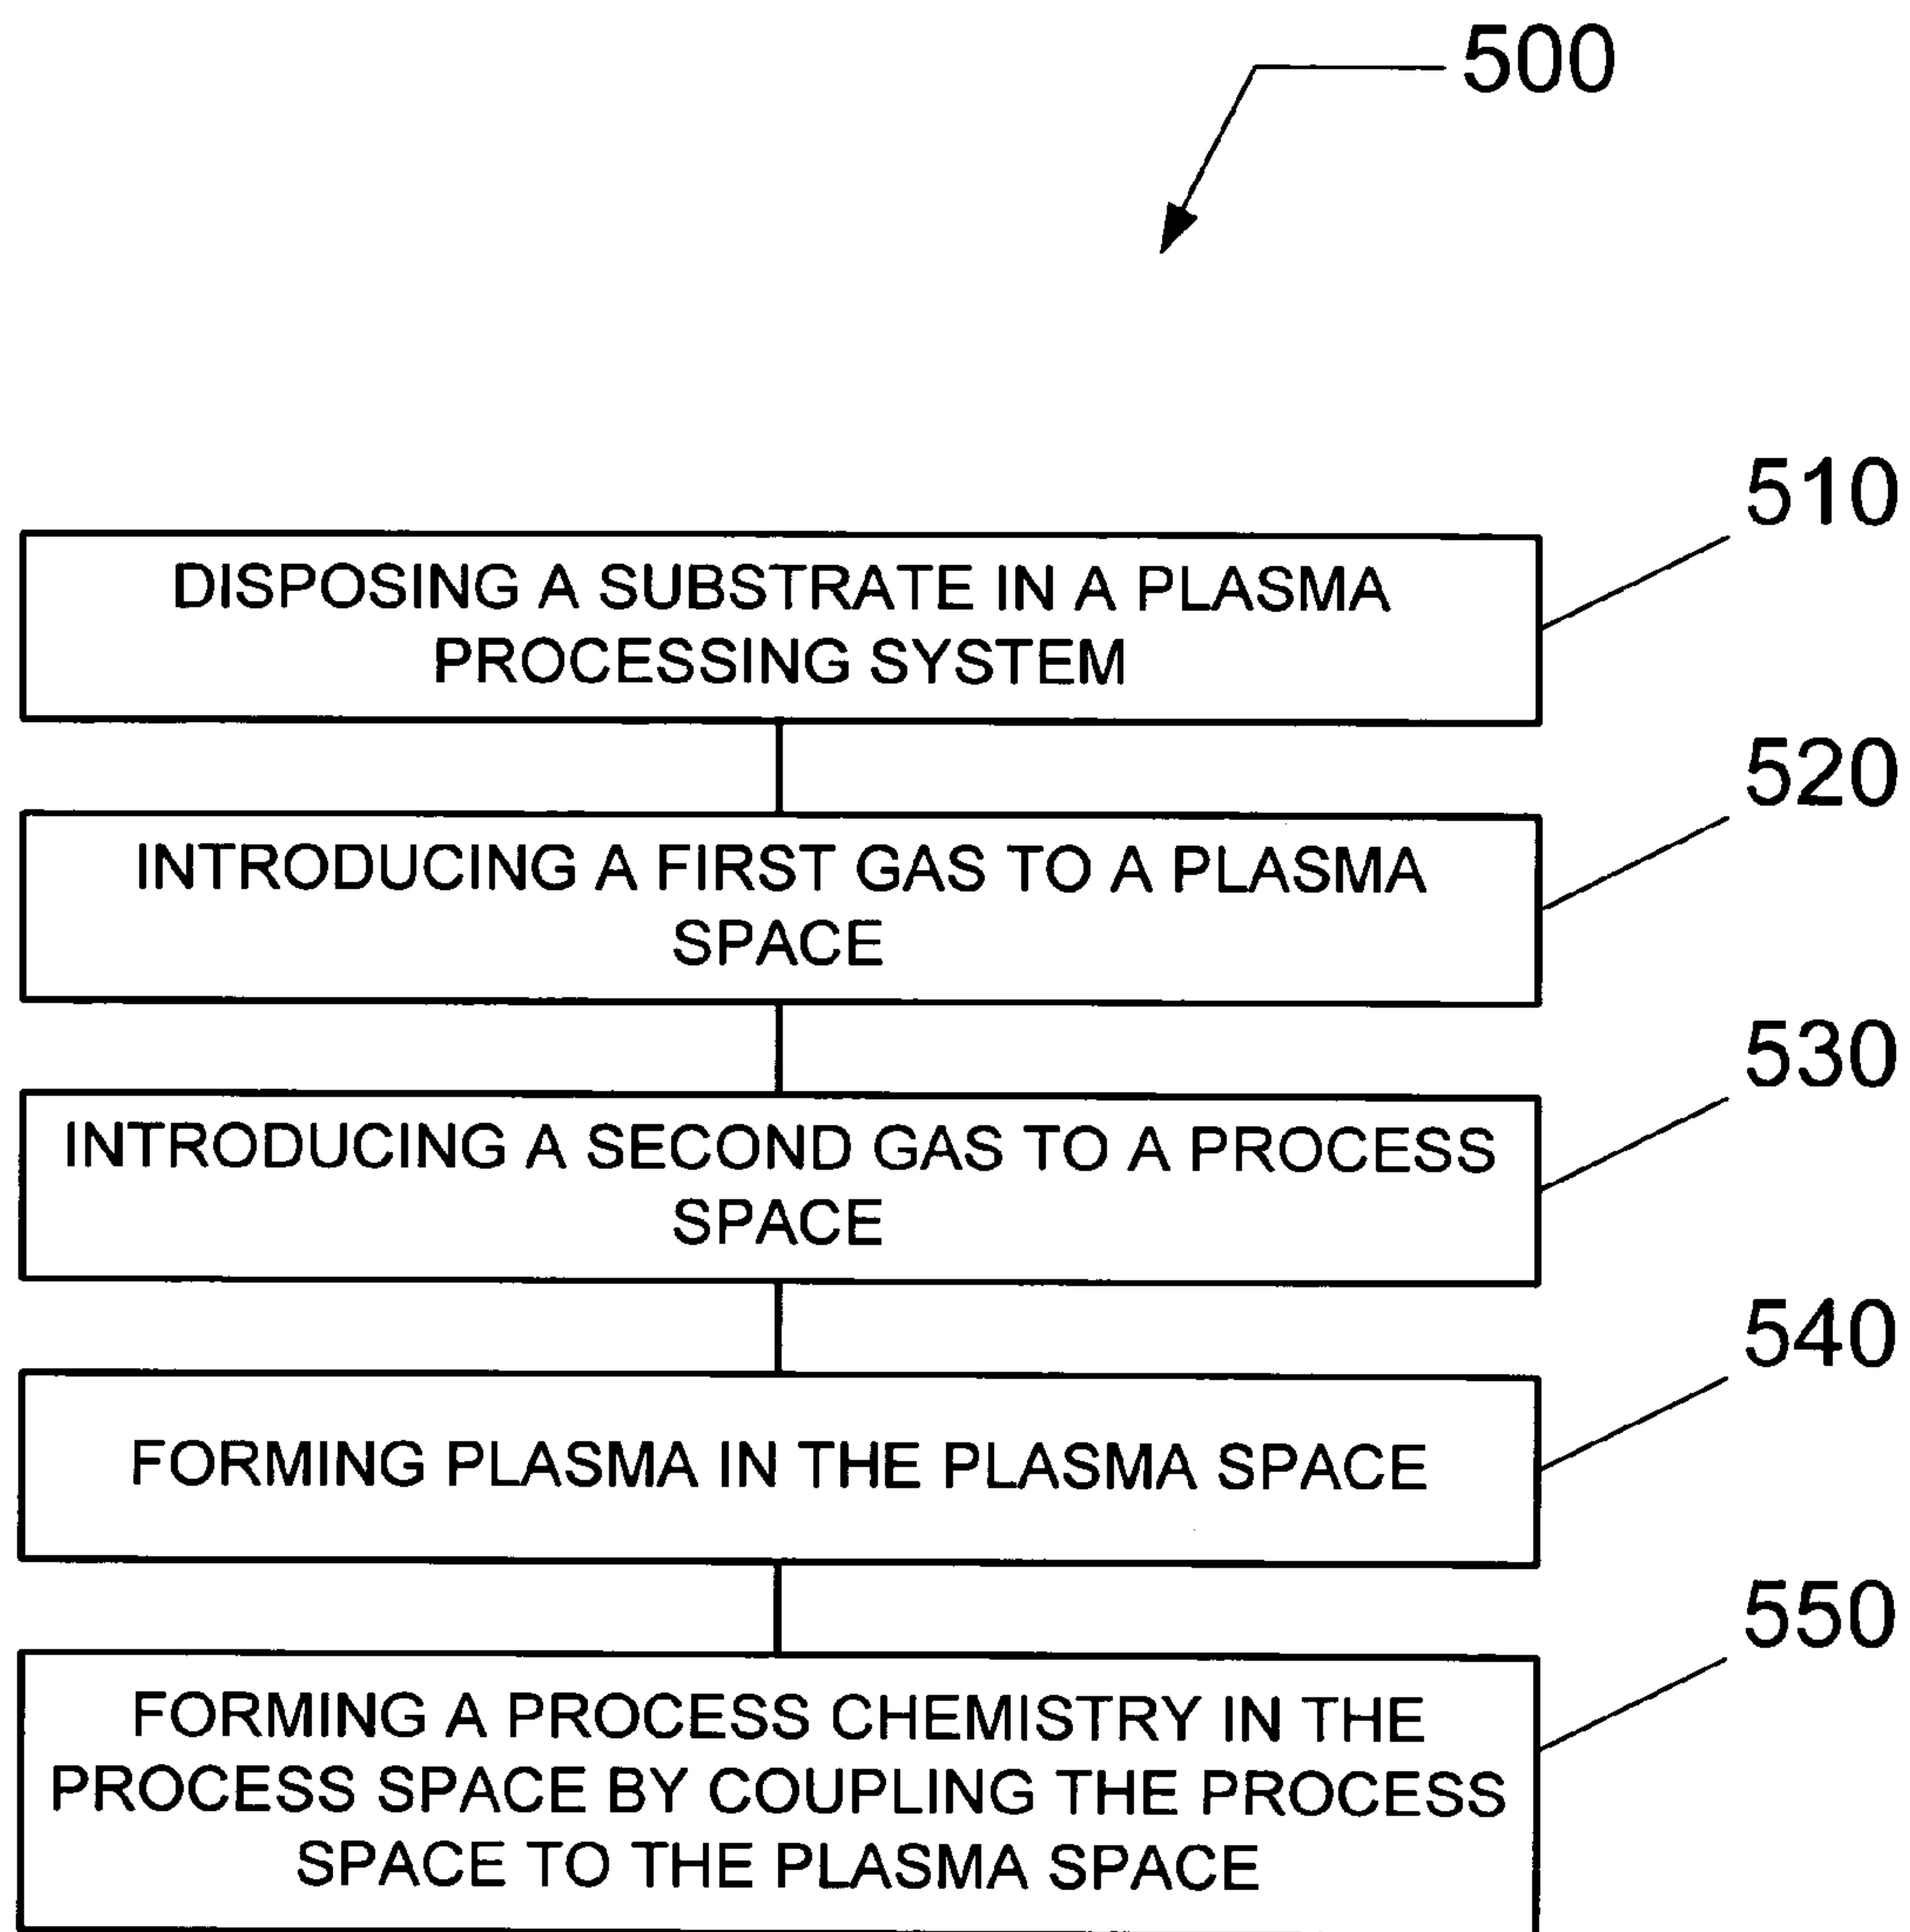 500
510
DISPOSING A SUBSTRATE IN A PLASMA
PROCESSING SYSTEM
520
INTRODUCING A FIRST GAS TO A PLASMA
SPACE
530
INTRODUCING A SECOND GAS TO A PROCESS
SPACE
540
FORMING PLASMA IN THE PLASMA SPACE
550
FORMING A PROCESS CHEMISTRY IN THE
PROCESS SPACE BY COUPLING THE PROCESS
SPACE TO THE PLASMA SPACE